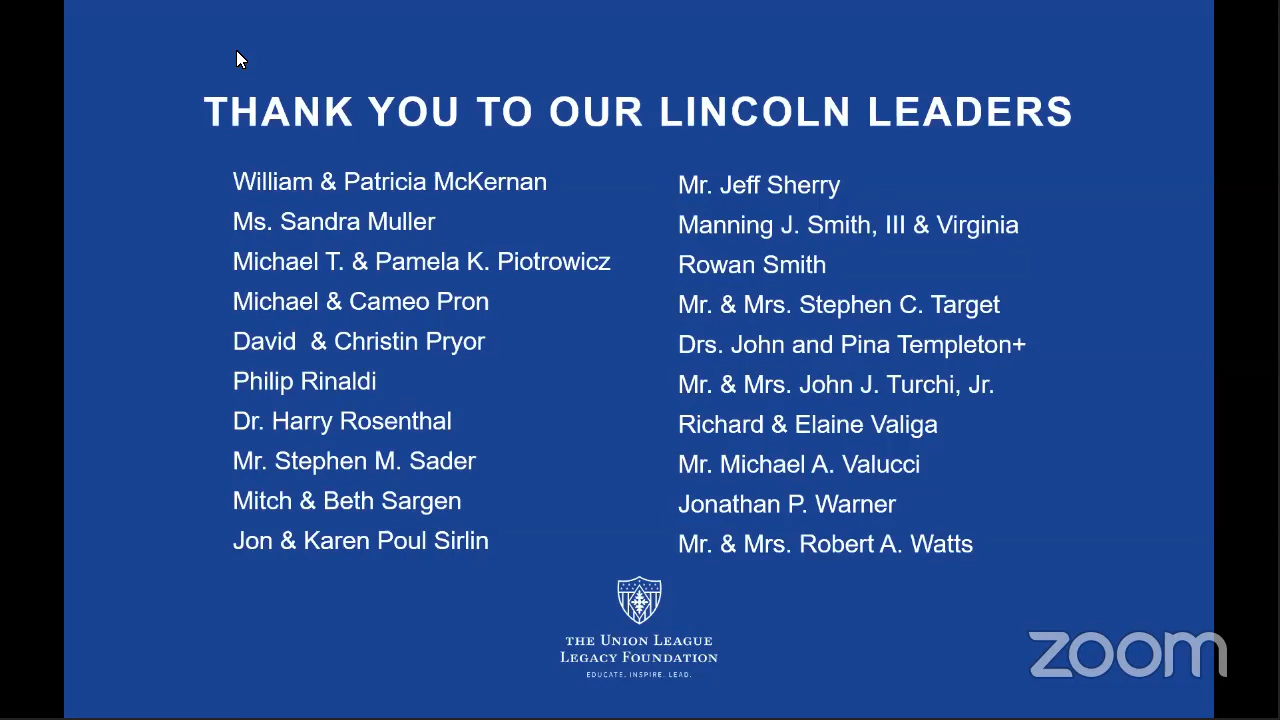 THANK YOU TO OUR LINCOLN LEADERS
William & Patricia McKernan
Ms. Sandra Muller
Michael T. & Pamela K. Piotrowicz
Michael & Cameo Pron
David  & Christin Pryor
Philip Rinaldi
Dr. Harry Rosenthal
Mr. Stephen M. Sader
Mitch & Beth Sargen
Jon & Karen Poul Sirlin
Mr. Jeff Sherry
Manning J. Smith, III & Virginia
Rowan Smith
Mr. & Mrs. Stephen C. Target
Drs. John and Pina Templeton+
Mr. & Mrs. John J. Turchi, Jr.
Richard & Elaine Valiga
Mr. Michael A. Valucci
Jonathan P. Warner
Mr. & Mrs. Robert A. Watts
THE UNION LEAGUE
LEGACY FOUNDATION
EDUCATE. INSPIRE. LEAD.
zoom